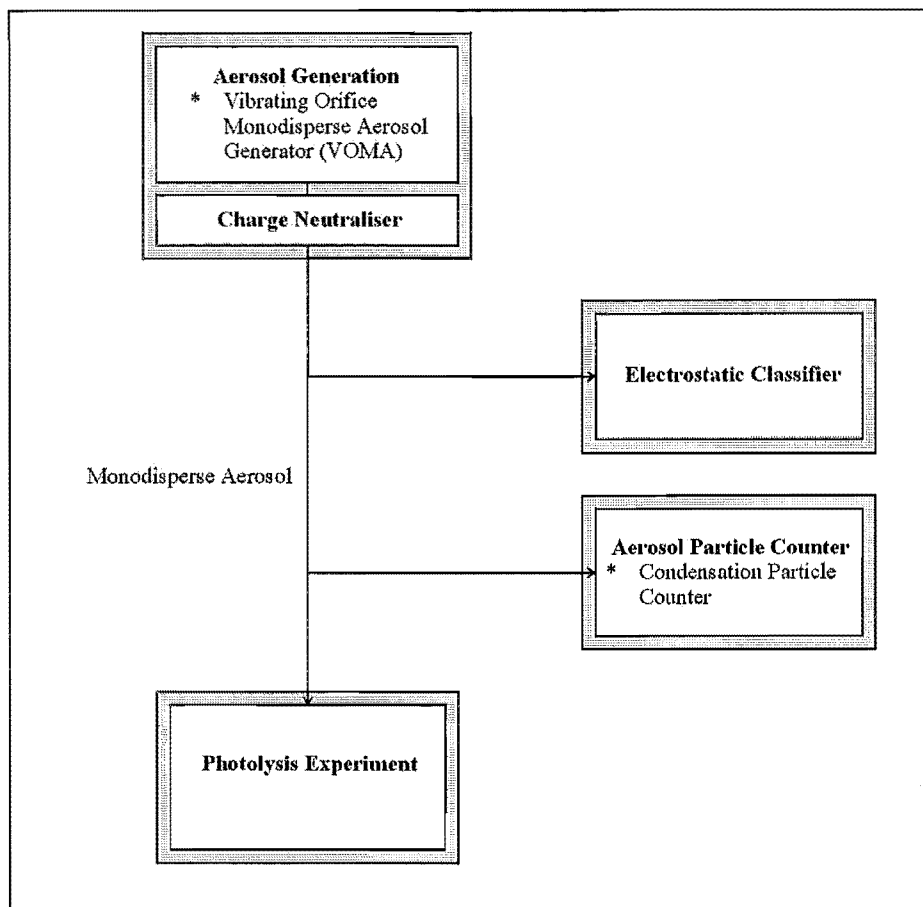 Aerosol Generation
* Vibrating Orifice
Monodisperse Aerosol
Generator (VOMA)
Charge Neutraliser
Electrostatic Classifier
Monodisperse Aerosol
Aerosol Particle Counter
* Condensation Particle
Counter
Photolysis Experiment